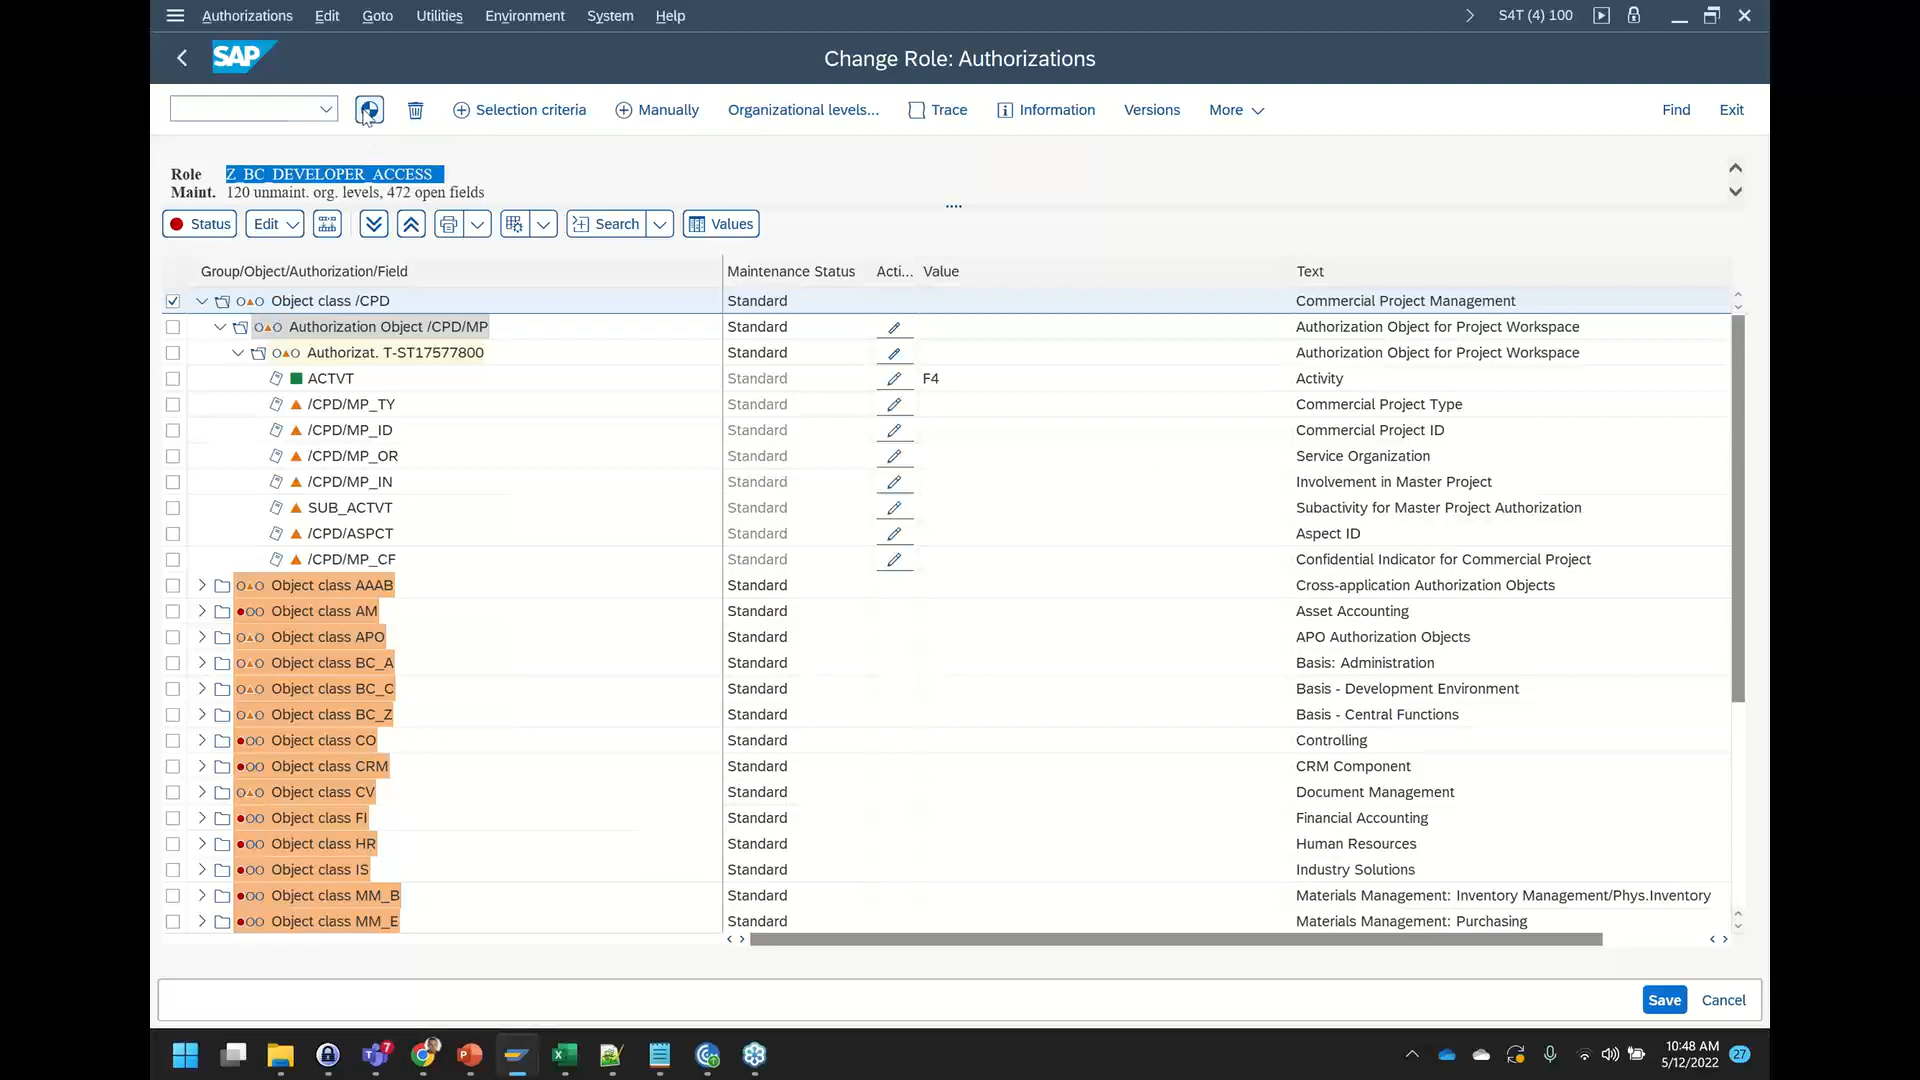 Authorizations Edit Goto Utilities Environment System Help S4T (4) 100
SAP Change Role: Authorizations
Selection criteria Manually Organizational levels... Trace Information Versions More Find Exit
Role Z_BC_DEVELOPER_ACCESS
Maint. 120 unmaint. org. levels, 472 open fields
Status Edit Search Values
Group/Object/Authorization/Field Maintenance Status Acti... Value Text
Object class /CPD Standard Commercial Project Management
Authorization Object /CPD/MP Standard Authorization Object for Project Workspace
Authorizat. T-ST17577800 Standard Authorization Object for Project Workspace
ACTVT Standard F4 Activity
/CPD/MP_TY Standard Commercial Project Type
/CPD/MP_ID Standard Commercial Project ID
/CPD/MP_OR Standard Service Organization
/CPD/MP_IN Standard Involvement in Master Project
SUB_ACTVT Standard Subactivity for Master Project Authorization
/CPD/ASPCT Standard Aspect ID
/CPD/MP_CF Standard Confidential Indicator for Commercial Project
Object class AAAB Standard Cross-application Authorization Objects
Object class AM Standard Asset Accounting
Object class APO Standard APO Authorization Objects
Object class BC_A Standard Basis: Administration
Object class BC_C Standard Basis - Development Environment
Object class BC_Z Standard Basis - Central Functions
Object class CO Standard Controlling
Object class CRM Standard CRM Component
Object class CV Standard Document Management
Object class FI Standard Financial Accounting
Object class HR Standard Human Resources
Object class IS Standard Industry Solutions
Object class MM_B Standard Materials Management: Inventory Management/Phys.Inventory
Object class MM_E Standard Materials Management: Purchasing
Save Cancel
7 10:48 AM
5/12/2022 27